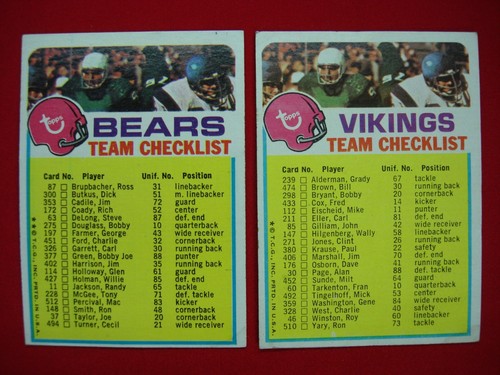 Topps
BEARS
TEAM CHECKLIST
Card No. Player Unif. No. Position
87 Brupbacher, Ross 31 linebacker
300 Butkus, Dick 51 m. linebacker
353 Cadile, Jim 72 guard
172 Coady, Rich 52 center
63 DeLong, Steve 87 def. end
275 Douglass, Bobby 10 quarterback
197 Farmer, George 43 wide receiver
451 Ford, Charlie 32 cornerback
326 Garrett, Carl 30 running back
377 Green, Bobby Joe 88 punter
402 Harrison, Jim 35 running back
114 Holloway, Glen 61 guard
427 Holman, Willie 85 def. end
11 Jackson, Randy 65 tackle
228 McGee, Tony 71 def. tackle
512 Percival, Mac 83 kicker
148 Smith, Ron 48 cornerback
37 Taylor, Joe 20 cornerback
494 Turner, Cecil 21 wide receiver
**© T.C.G. INC. PRTD. IN U.S.A.
Topps
VIKINGS
TEAM CHECKLIST
Card No. Player Unif. No. Position
239 Alderman, Grady 67 tackle
474 Brown, Bill 30 running back
298 Bryant, Bobby 20 cornerback
433 Cox, Fred 14 kicker
112 Eischeid, Mike 11 punter
211 Eller, Carl 81 def. end
85 Gilliam, John 42 wide receiver
147 Hilgenberg, Wally 58 linebacker
271 Jones, Clint 26 running back
380 Krause, Paul 22 safety
406 Marshall, Jim 70 def. end
176 Osborn, Dave 41 running back
30 Page, Alan 88 def. tackle
452 Sunde, Milt 64 guard
60 Tarkenton, Fran 10 quarterback
492 Tingelhoff, Mick 53 center
359 Washington, Gene 84 wide receiver
328 West, Charlie 40 safety
46 Winston, Roy 60 linebacker
510 Yary, Ron 73 tackle
*© T.C.G. INC. PRTD. IN U.S.A.